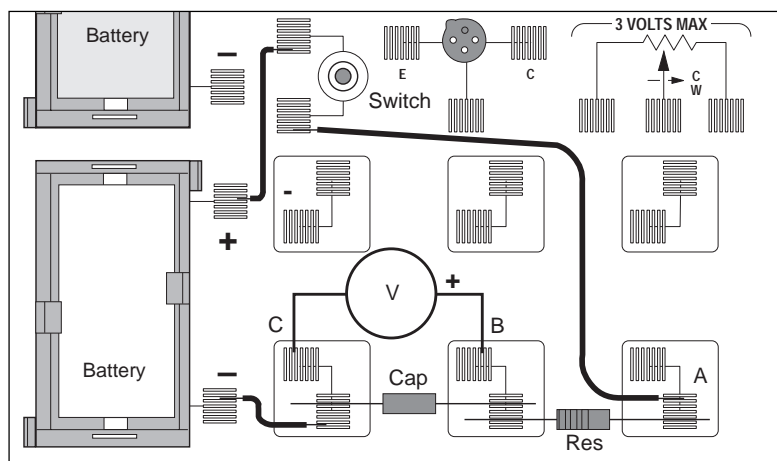 Battery
-
Switch
E
C
3 VOLTS MAX
C
W
+
-
V
+
C
B
A
Battery
-
Cap
Res